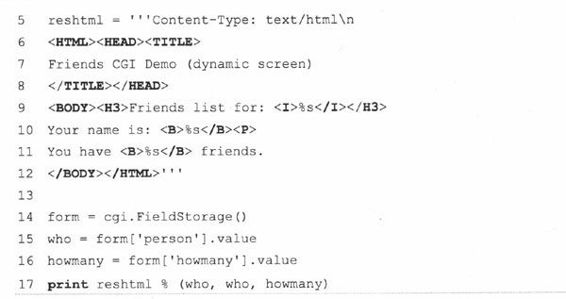 5 reshtml = '''Content-Type: text/html\n
6 <HTML><HEAD><TITLE>
7 Friends CGI Demo (dynamic screen)
8 </TITLE></HEAD>
9 <BODY><H3>Friends list for: <I>%s</I></H3>
10 Your name is: <B>%s</B><P>
11 You have <B>%s</B> friends.
12 </BODY></HTML>'''
13
14 form = cgi.FieldStorage()
15 who = form['person'].value
16 howmany = form['howmany'].value
17 print reshtml % (who, who, howmany)